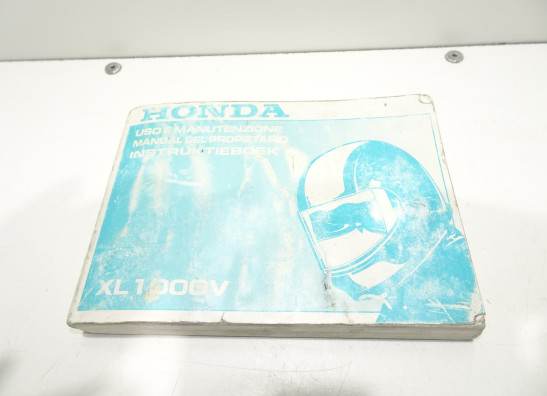 HONDA
USO E MANUTENZIONE
MANUAL DEL PROPIETARIO
INSTRUKTIEBOEK
XL1000V